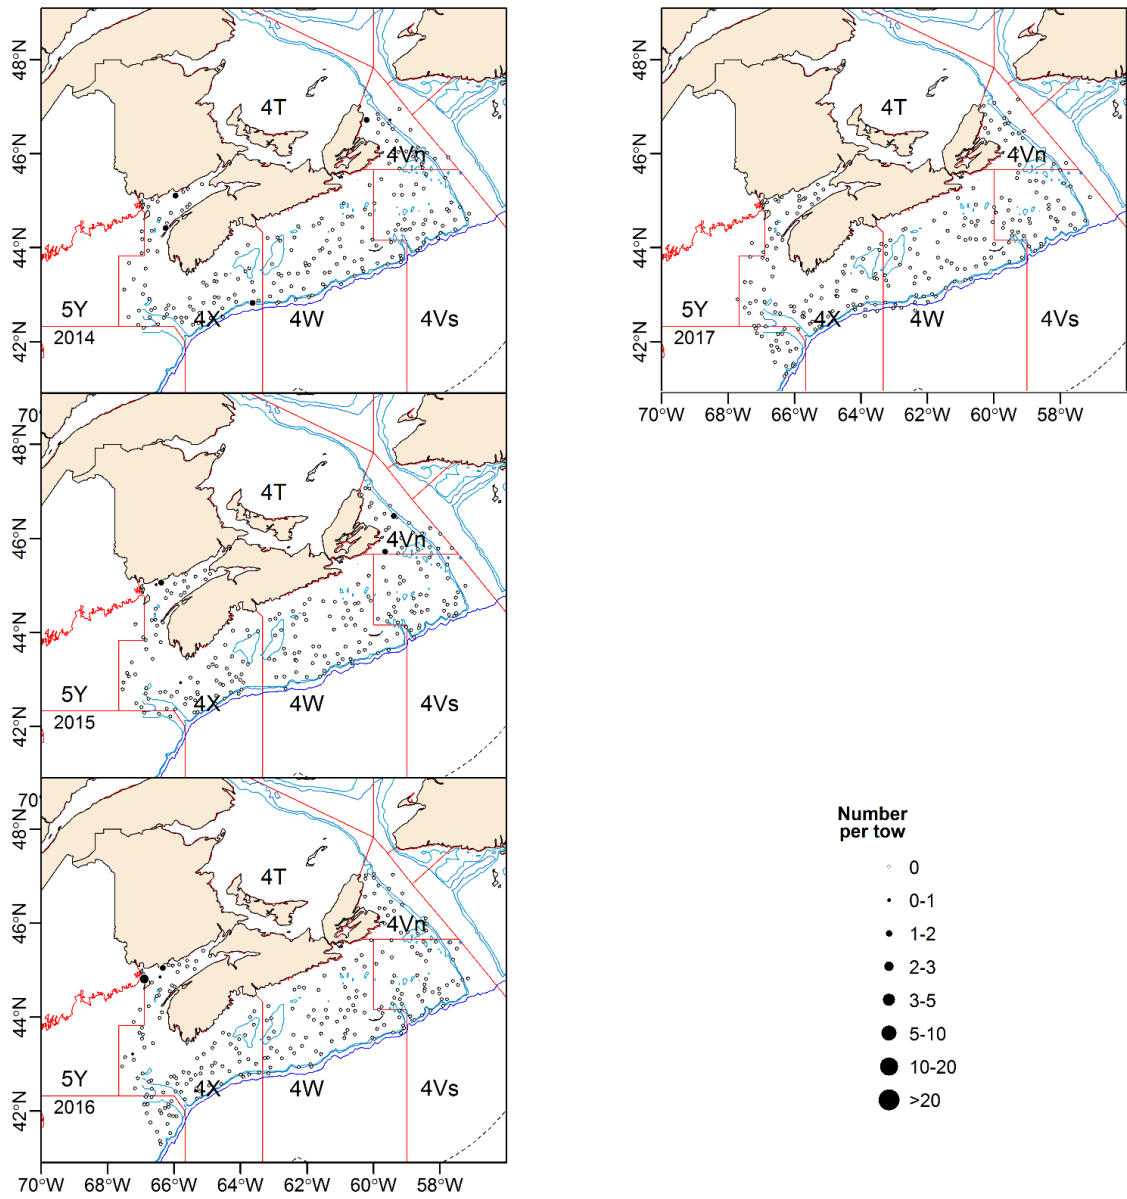 48°N
46°N
44°N
42°N
4T
4Vn
5Y
2014
4X
4W
4Vs
48°N
46°N
44°N
42°N
4T
4Vn
5Y
2017
4X
4W
4Vs
70°W
68°W
66°W
64°W
62°W
60°W
58°W
70°
48°N
46°N
44°N
42°N
4T
4Vn
5Y
2015
4X
4W
4Vs
70°
48°N
46°N
44°N
42°N
4T
4Vn
5Y
2016
4X
4W
4Vs
70°W
68°W
66°W
64°W
62°W
60°W
58°W
Number
per tow
0
0-1
1-2
2-3
3-5
5-10
10-20
>20